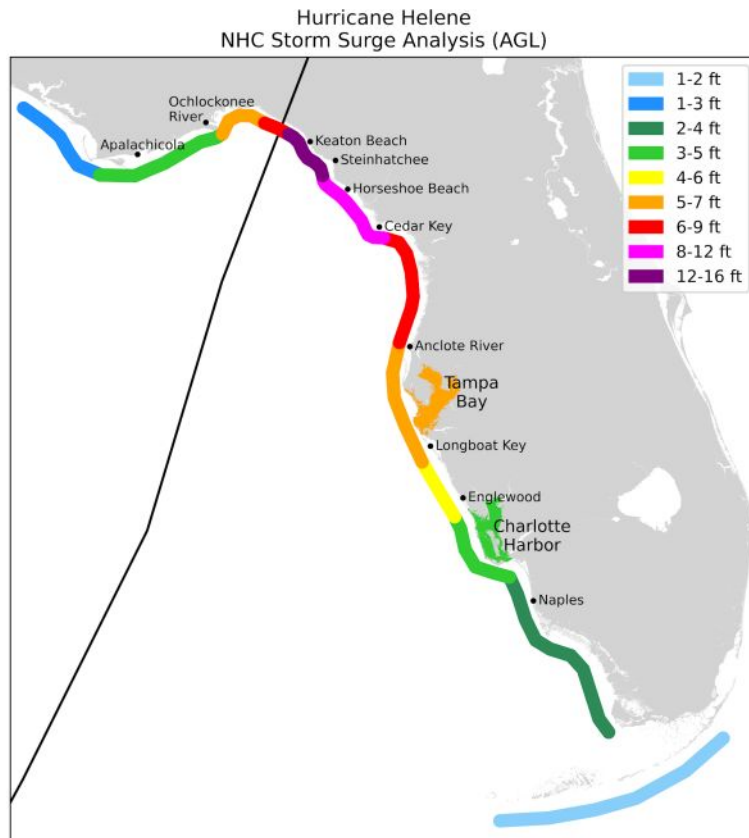 Hurricane Helene
NHC Storm Surge Analysis (AGL)
1-2 ft
1-3 ft
2-4 ft
3-5 ft
4-6 ft
5-7 ft
6-9 ft
8-12 ft
12-16 ft
Ochlockonee
River
Apalachicola
Keaton Beach
Steinhatchee
Horseshoe Beach
Cedar Key
Anclote River
Tampa
Bay
Longboat Key
Englewood
Charlotte
Harbor
Naples